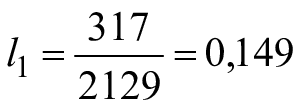 l₁ = 317/2129 = 0,149